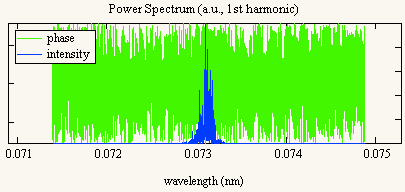 Power Spectrum (a.u., 1st harmonic)
phase
intensity
0.071 0.072 0.073 0.074 0.075
wavelength (nm)